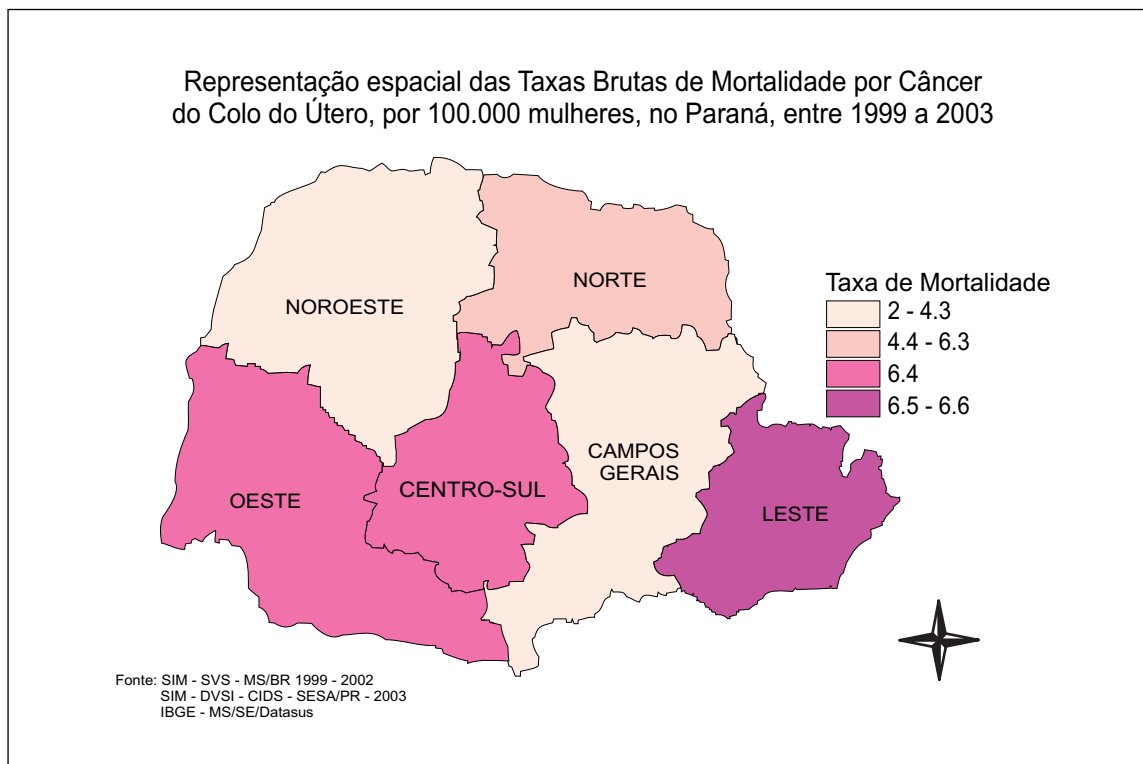 Representação espacial das Taxas Brutas de Mortalidade por Câncer
do Colo do Útero, por 100.000 mulheres, no Paraná, entre 1999 a 2003
NOROESTE
NORTE
Taxa de Mortalidade
2 - 4.3
4.4 - 6.3
6.4
6.5 - 6.6
CAMPOS
GERAIS
CENTRO-SUL
OESTE
LESTE
Fonte: SIM - SVS - MS/BR 1999 - 2002
SIM - DVSI - CIDS - SESA/PR - 2003
IBGE - MS/SE/Datasus